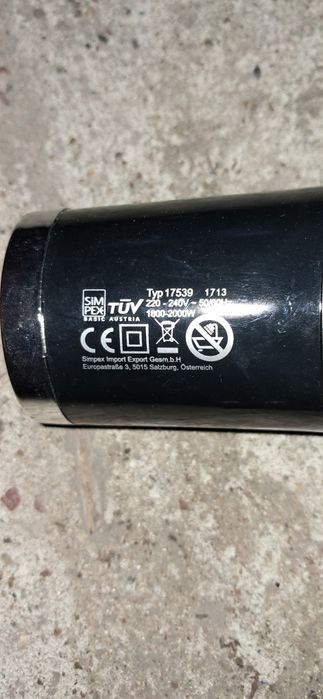 SIM
PEX
BASIC
TÜV
AUSTRIA
Typ 17539 1713
220 - 240V ~ 50/60Hz
1800-2000W
CE
Simpex Import Export Gesm.b.H
Europastraße 3, 5015 Salzburg, Österreich